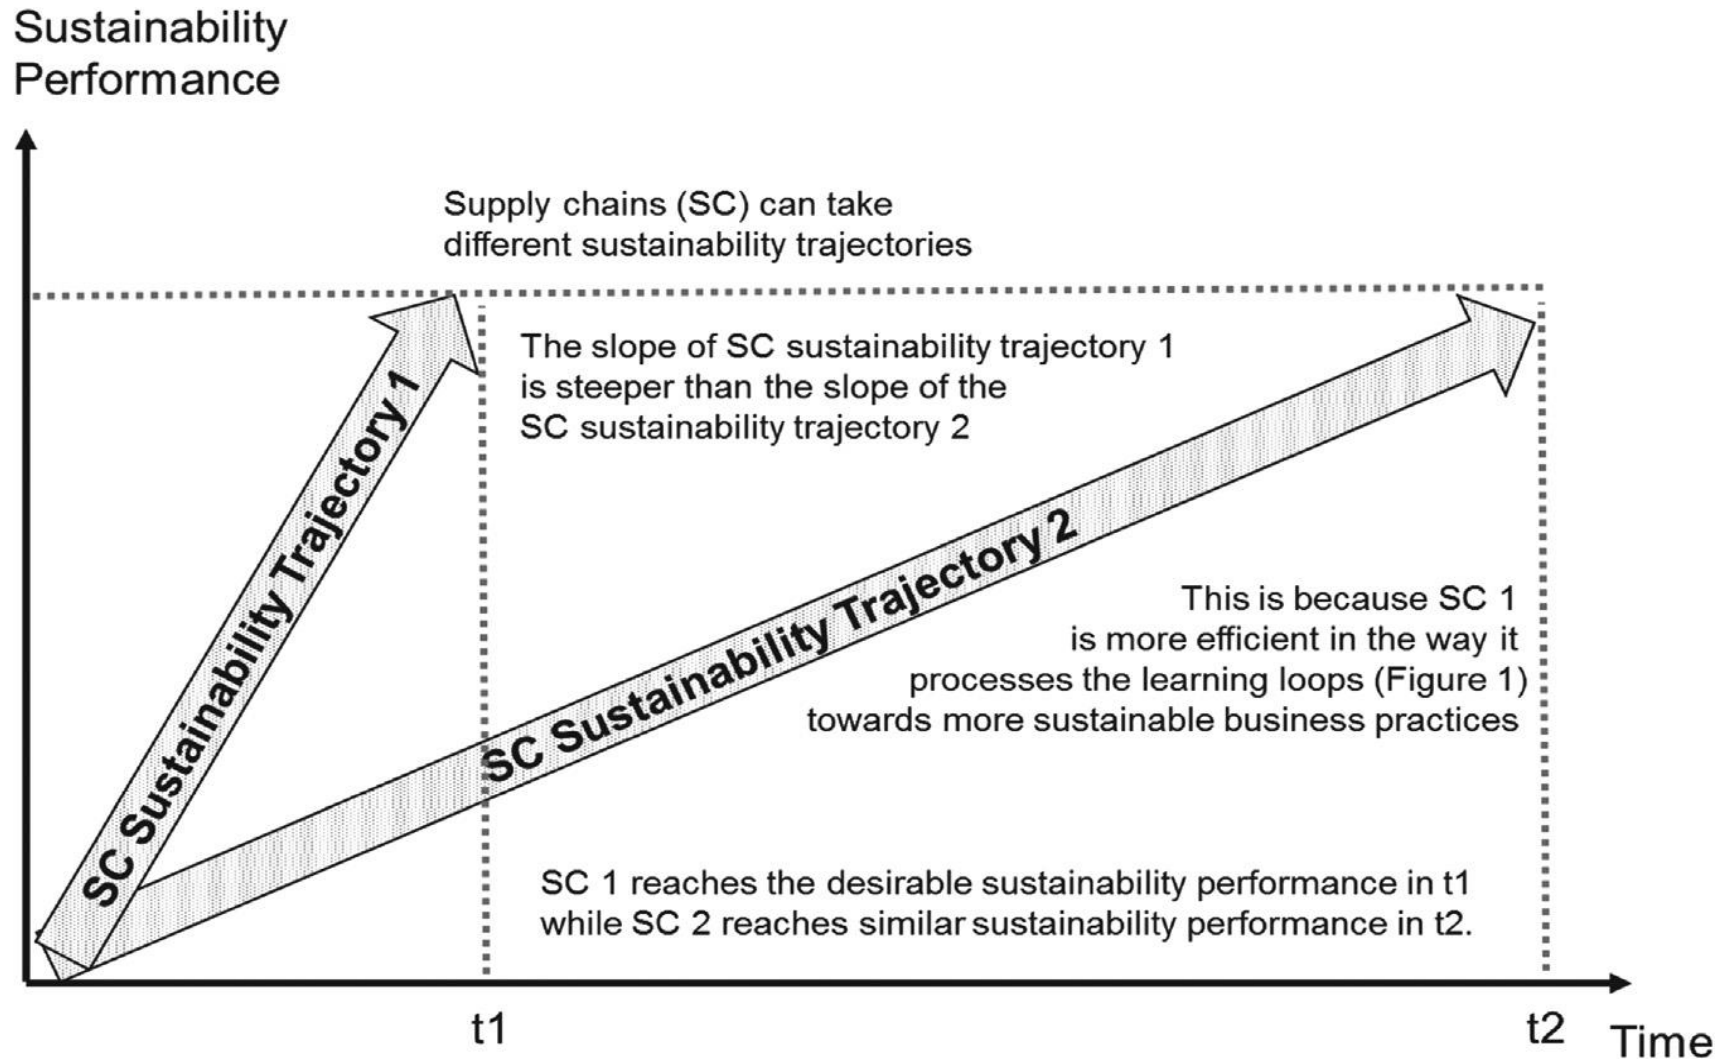 Sustainability
Performance
Supply chains (SC) can take
different sustainability trajectories
The slope of SC sustainability trajectory 1
is steeper than the slope of the
SC sustainability trajectory 2
SC Sustainability Trajectory 1
SC Sustainability Trajectory 2
This is because SC 1
is more efficient in the way it
processes the learning loops (Figure 1)
towards more sustainable business practices
SC 1 reaches the desirable sustainability performance in t1
while SC 2 reaches similar sustainability performance in t2.
t1
t2
Time